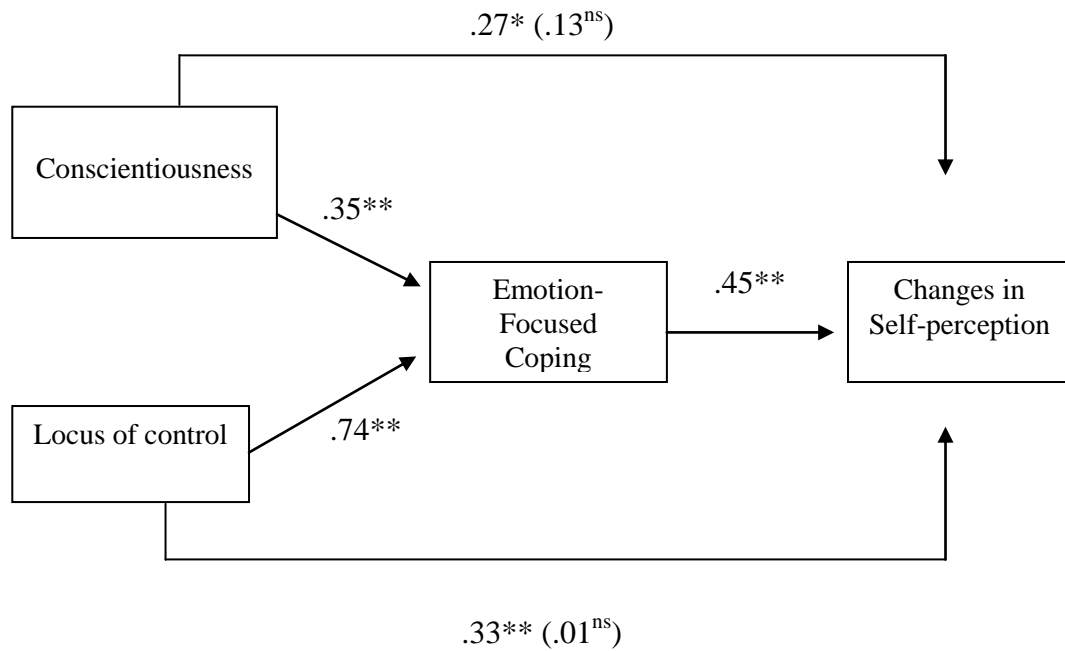 .27* (.13ns)
Conscientiousness
.35**
Emotion-
Focused
Coping
.45**
Changes in
Self-perception
Locus of control
.74**
.33** (.01ns)